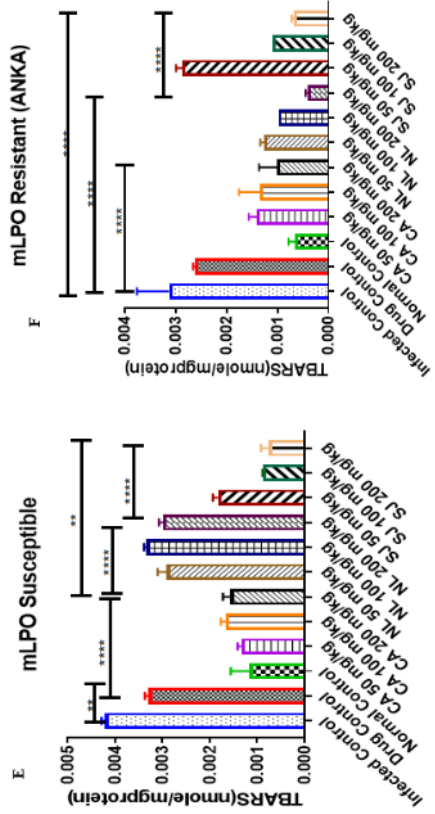 E
mLPO Susceptible
TBARS(nmole/mgprotein)
0.005
0.004
0.003
0.002
0.001
0.000
**
****
****
**
****
Infected Control
Drug Control
Normal Control
CA 50 mg/kg
CA 100 mg/kg
CA 200 mg/kg
NL 50 mg/kg
NL 100 mg/kg
NL 200 mg/kg
SJ 50 mg/kg
SJ 100 mg/kg
SJ 200 mg/kg
F
mLPO Resistant (ANKA)
TBARS(nmole/mgprotein)
0.004
0.003
0.002
0.001
0.000
****
****
****
****
Infected Control
Drug Control
Normal Control
CA 50 mg/kg
CA 100 mg/kg
CA 200 mg/kg
NL 50 mg/kg
NL 100 mg/kg
NL 200 mg/kg
SJ 50 mg/kg
SJ 100 mg/kg
SJ 200 mg/kg